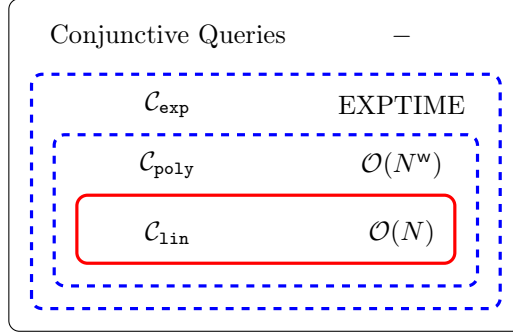 Conjunctive Queries –
𝒞exp EXPTIME
𝒞poly 𝒪(N^w)
𝒞lin 𝒪(N)